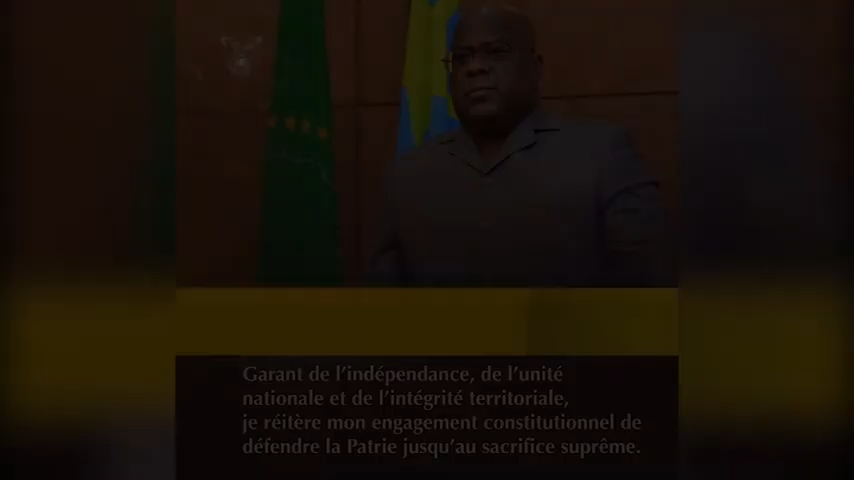 Garant de l'indépendance, de l'unité
nationale et de l'intégrité territoriale,
je réitère mon engagement constitutionnel de
défendre la Patrie jusqu'au sacrifice suprême.